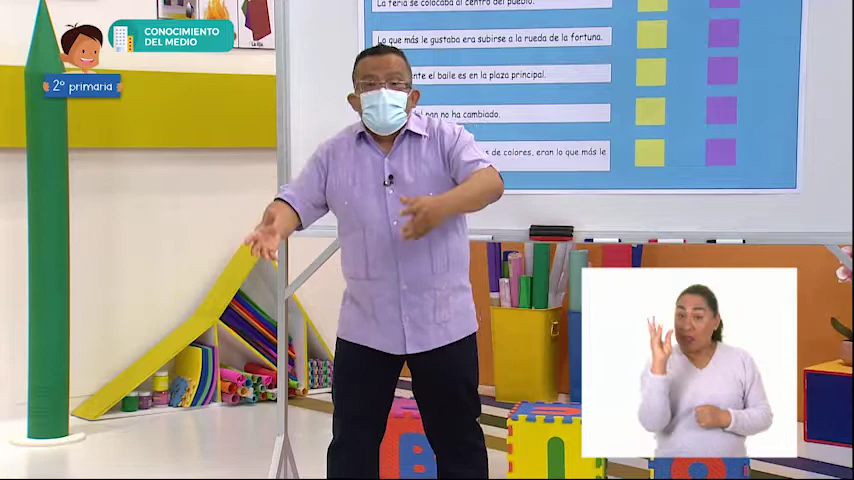 CONOCIMIENTO
DEL MEDIO
2° primaria
La feria se colocaba al centro del pueblo.
Lo que más le gustaba era subirse a la rueda de la fortuna.
el baile es en la plaza principal.
pan no ha cambiado.
de colores, eran lo que más le
B